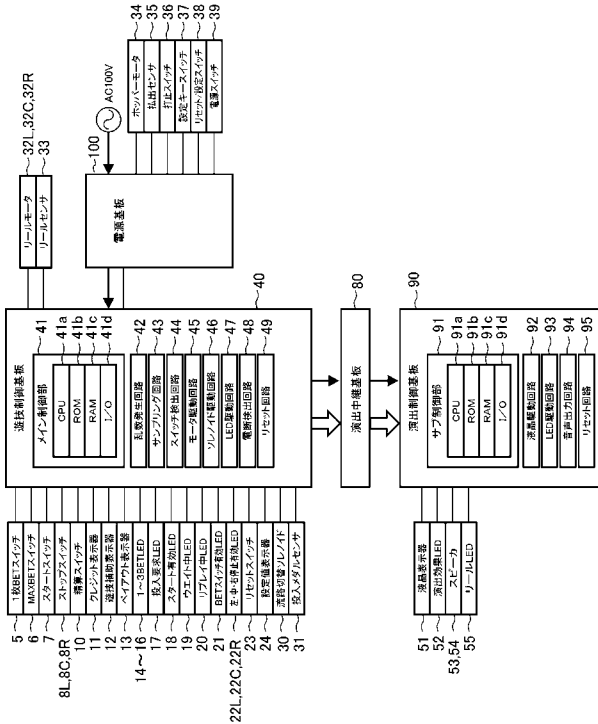 1枚BETスイッチ 5
MAXBETスイッチ 6
スタートスイッチ 7
ストップスイッチ 8L,8C,8R
精算スイッチ 10
クレジット表示器 11
遊技補助表示器 12
ペイアウト表示器 13
1～3BETLED 14～16
投入要求LED 17
スタート有効LED 18
ウエイト中LED 19
リプレイ中LED 20
BETスイッチ有効LED 21
左・中・右停止有効LED 22L,22C,22R
リセットスイッチ 23
設定値表示器 24
流路切替ソレノイド 30
投入メダルセンサ 31
遊技制御基板 40
メイン制御部 41
CPU 41a
ROM 41b
RAM 41c
I/O 41d
乱数発生回路 42
サンプリング回路 43
スイッチ検出回路 44
モータ駆動回路 45
ソレノイド駆動回路 46
LED駆動回路 47
電断検出回路 48
リセット回路 49
リールモータ 32L,32C,32R
リールセンサ 33
電源基板 100
AC100V
ホッパーモータ 34
払出センサ 35
打止スイッチ 36
設定キースイッチ 37
リセット/設定スイッチ 38
電源スイッチ 39
演出中継基板 80
演出制御基板 90
サブ制御部 91
CPU 91a
ROM 91b
RAM 91c
I/O 91d
液晶駆動回路 92
LED駆動回路 93
音声出力回路 94
リセット回路 95
液晶表示器 51
演出効果LED 52
スピーカ 53,54
リールLED 55